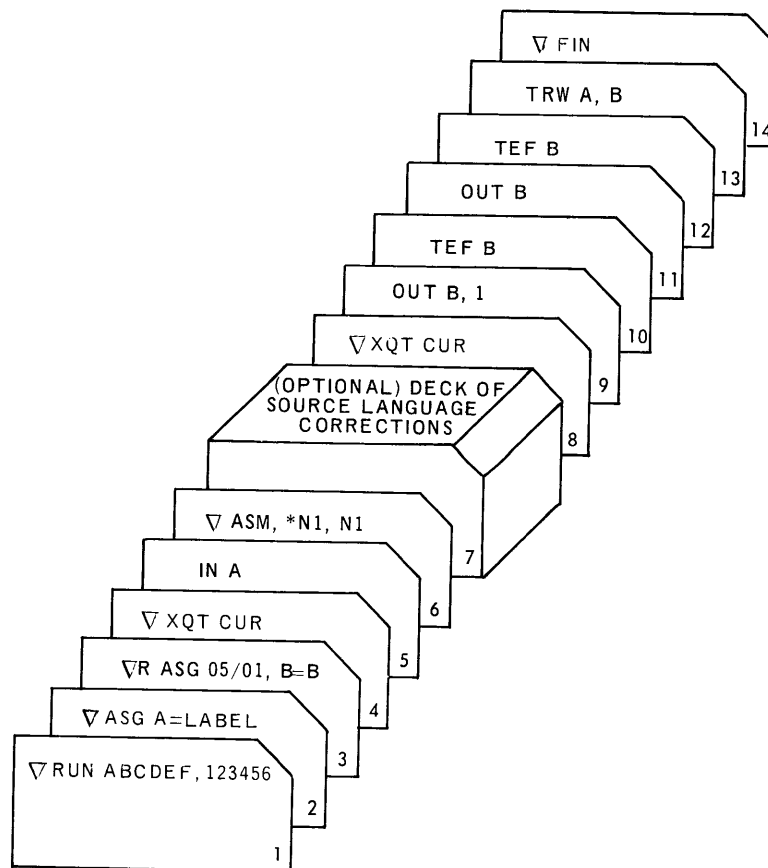 ▽ FIN
TRW A, B
14
TEF B
13
OUT B
12
TEF B
11
OUT B, 1
10
▽ XQT CUR
9
(OPTIONAL) DECK OF
SOURCE LANGUAGE
CORRECTIONS
8
▽ ASM, *N1, N1
7
IN A
6
▽ XQT CUR
5
▽R ASG 05/01, B=B
4
▽ ASG A=LABEL
3
▽ RUN ABCDEF, 123456
2
1